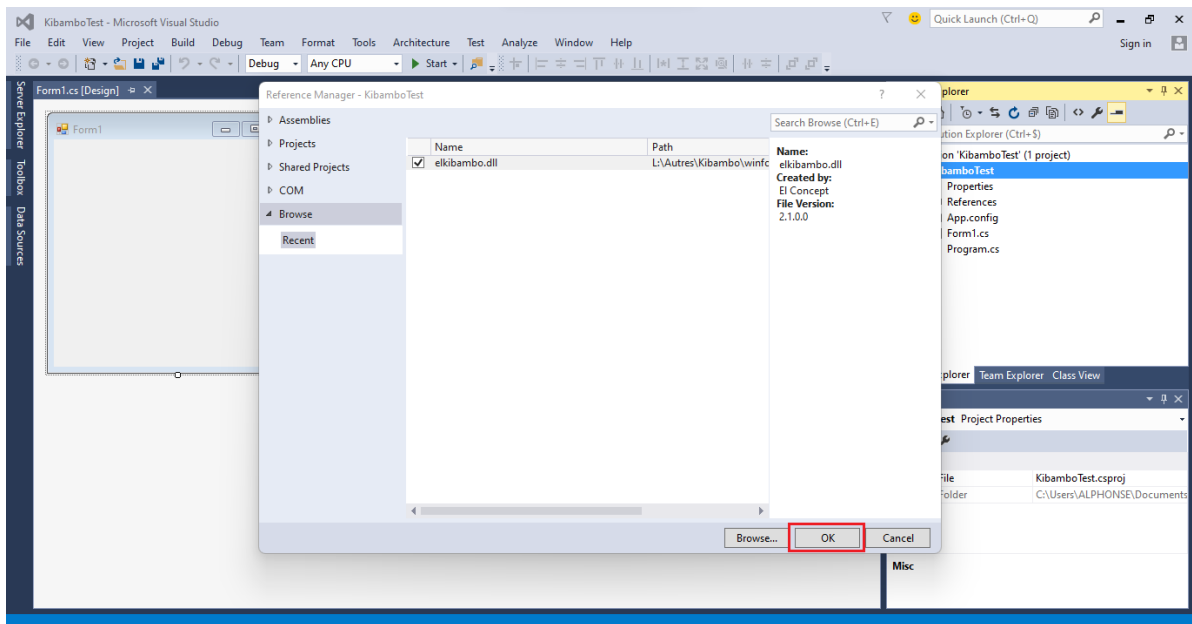 KibamboTest - Microsoft Visual Studio
Quick Launch (Ctrl+Q)
File Edit View Project Build Debug Team Format Tools Architecture Test Analyze Window Help
Sign in
Debug Any CPU Start
Server Explorer
Toolbox
Data Sources
Form1.cs [Design]
Form1
Reference Manager - KibamboTest
Assemblies
Projects
Shared Projects
COM
Browse
Recent
Search Browse (Ctrl+E)
Name Path
elkibambo.dll L:\Autres\Kibambo\winfo
Name:
elkibambo.dll
Created by:
EI Concept
File Version:
2.1.0.0
Browse... OK Cancel
plorer
ution Explorer (Ctrl+$)
on 'KibamboTest' (1 project)
bamboTest
Properties
References
App.config
Form1.cs
Program.cs
plorer Team Explorer Class View
est Project Properties
File KibamboTest.csproj
Folder C:\Users\ALPHONSE\Documents
Misc